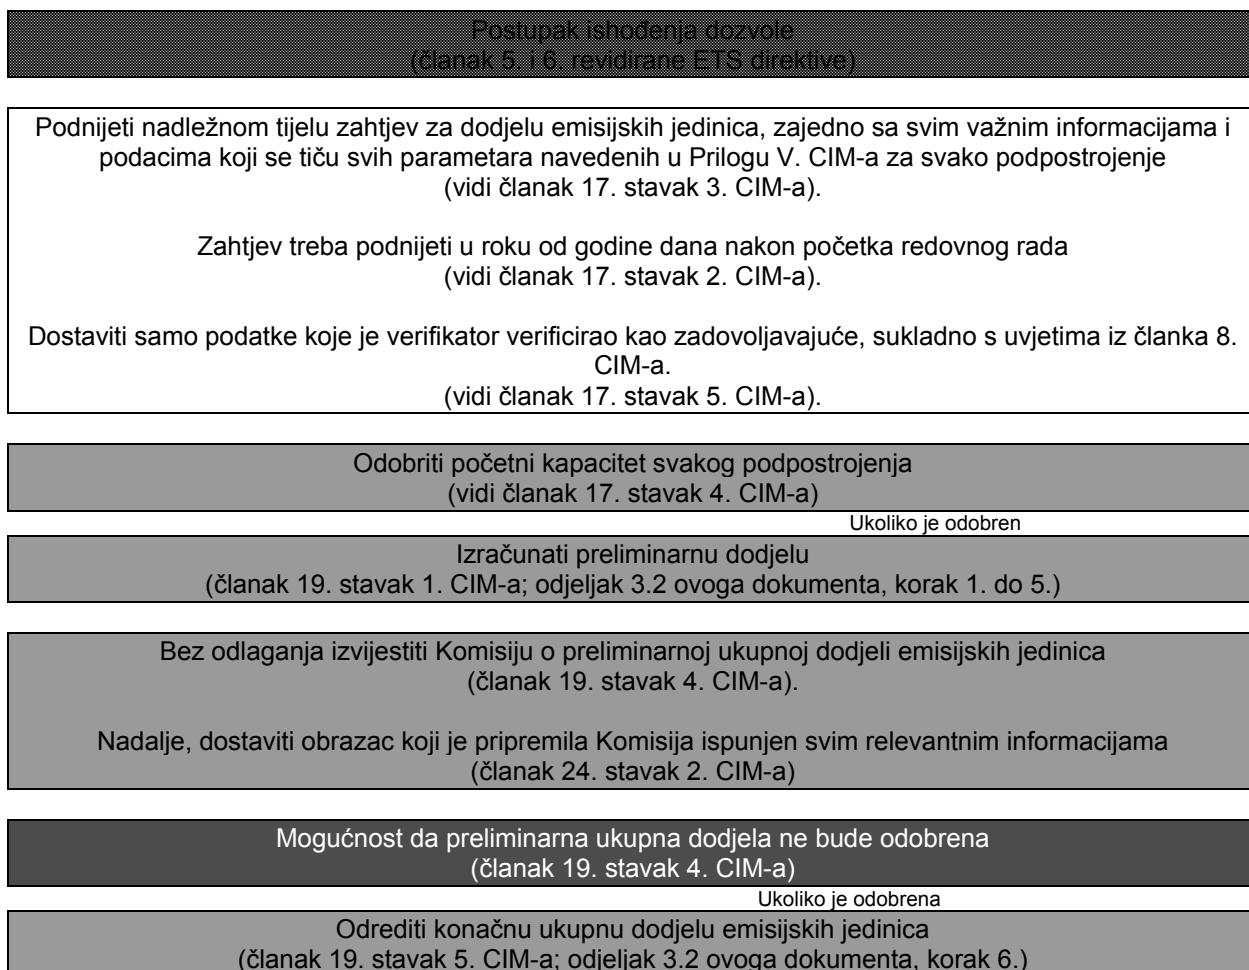 Postupak ishođenja dozvole
(članak 5. i 6. revidirane ETS direktive)
Podnijeti nadležnom tijelu zahtjev za dodjelu emisijskih jedinica, zajedno sa svim važnim informacijama i
podacima koji se tiču svih parametara navedenih u Prilogu V. CIM-a za svako podpostrojenje
(vidi članak 17. stavak 3. CIM-a).
Zahtjev treba podnijeti u roku od godine dana nakon početka redovnog rada
(vidi članak 17. stavak 2. CIM-a).
Dostaviti samo podatke koje je verifikator verificirao kao zadovoljavajuće, sukladno s uvjetima iz članka 8.
CIM-a.
(vidi članak 17. stavak 5. CIM-a).
Odobriti početni kapacitet svakog podpostrojenja
(vidi članak 17. stavak 4. CIM-a)
Ukoliko je odobren
Izračunati preliminarnu dodjelu
(članak 19. stavak 1. CIM-a; odjeljak 3.2 ovoga dokumenta, korak 1. do 5.)
Bez odlaganja izvijestiti Komisiju o preliminarnoj ukupnoj dodjeli emisijskih jedinica
(članak 19. stavak 4. CIM-a).
Nadalje, dostaviti obrazac koji je pripremila Komisija ispunjen svim relevantnim informacijama
(članak 24. stavak 2. CIM-a)
Mogućnost da preliminarna ukupna dodjela ne bude odobrena
(članak 19. stavak 4. CIM-a)
Ukoliko je odobrena
Odrediti konačnu ukupnu dodjelu emisijskih jedinica
(članak 19. stavak 5. CIM-a; odjeljak 3.2 ovoga dokumenta, korak 6.)